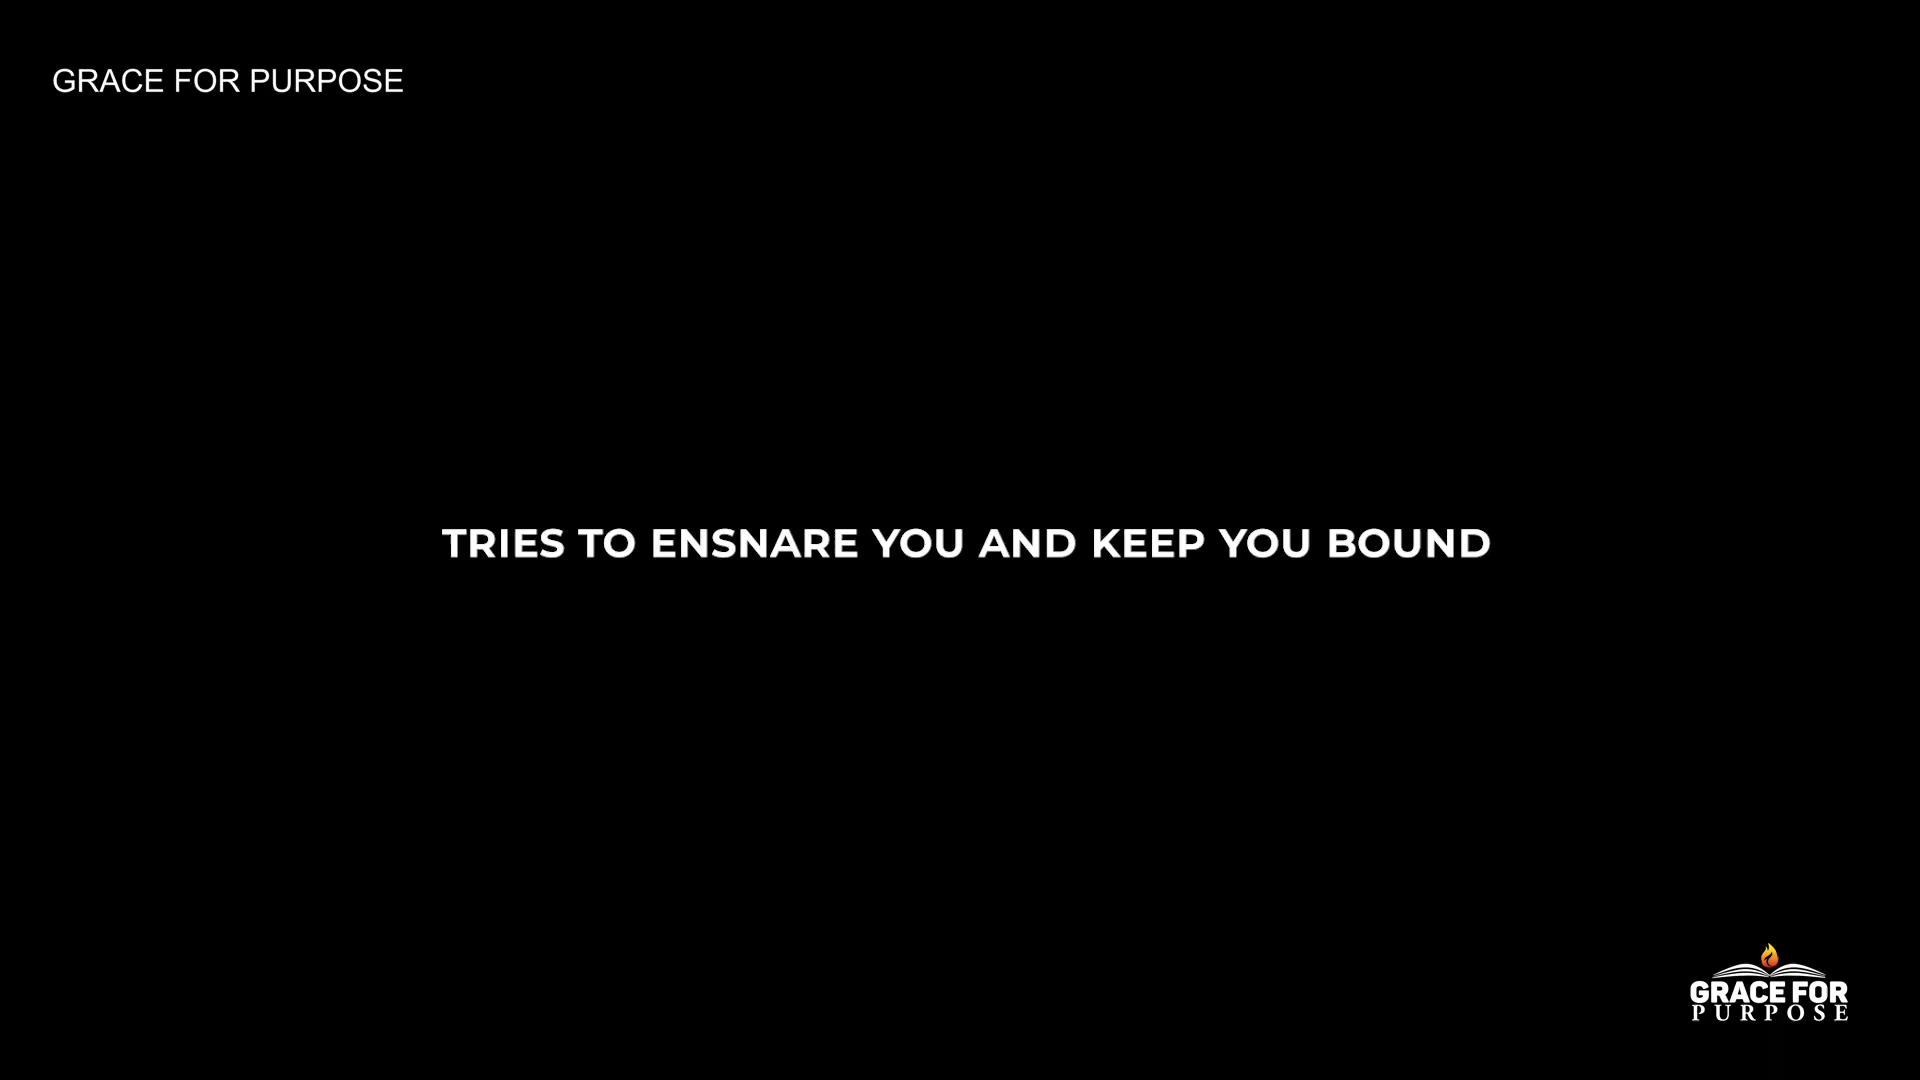 GRACE FOR PURPOSE
TRIES TO ENSNARE YOU AND KEEP YOU BOUND
GRACE FOR
PURPOSE